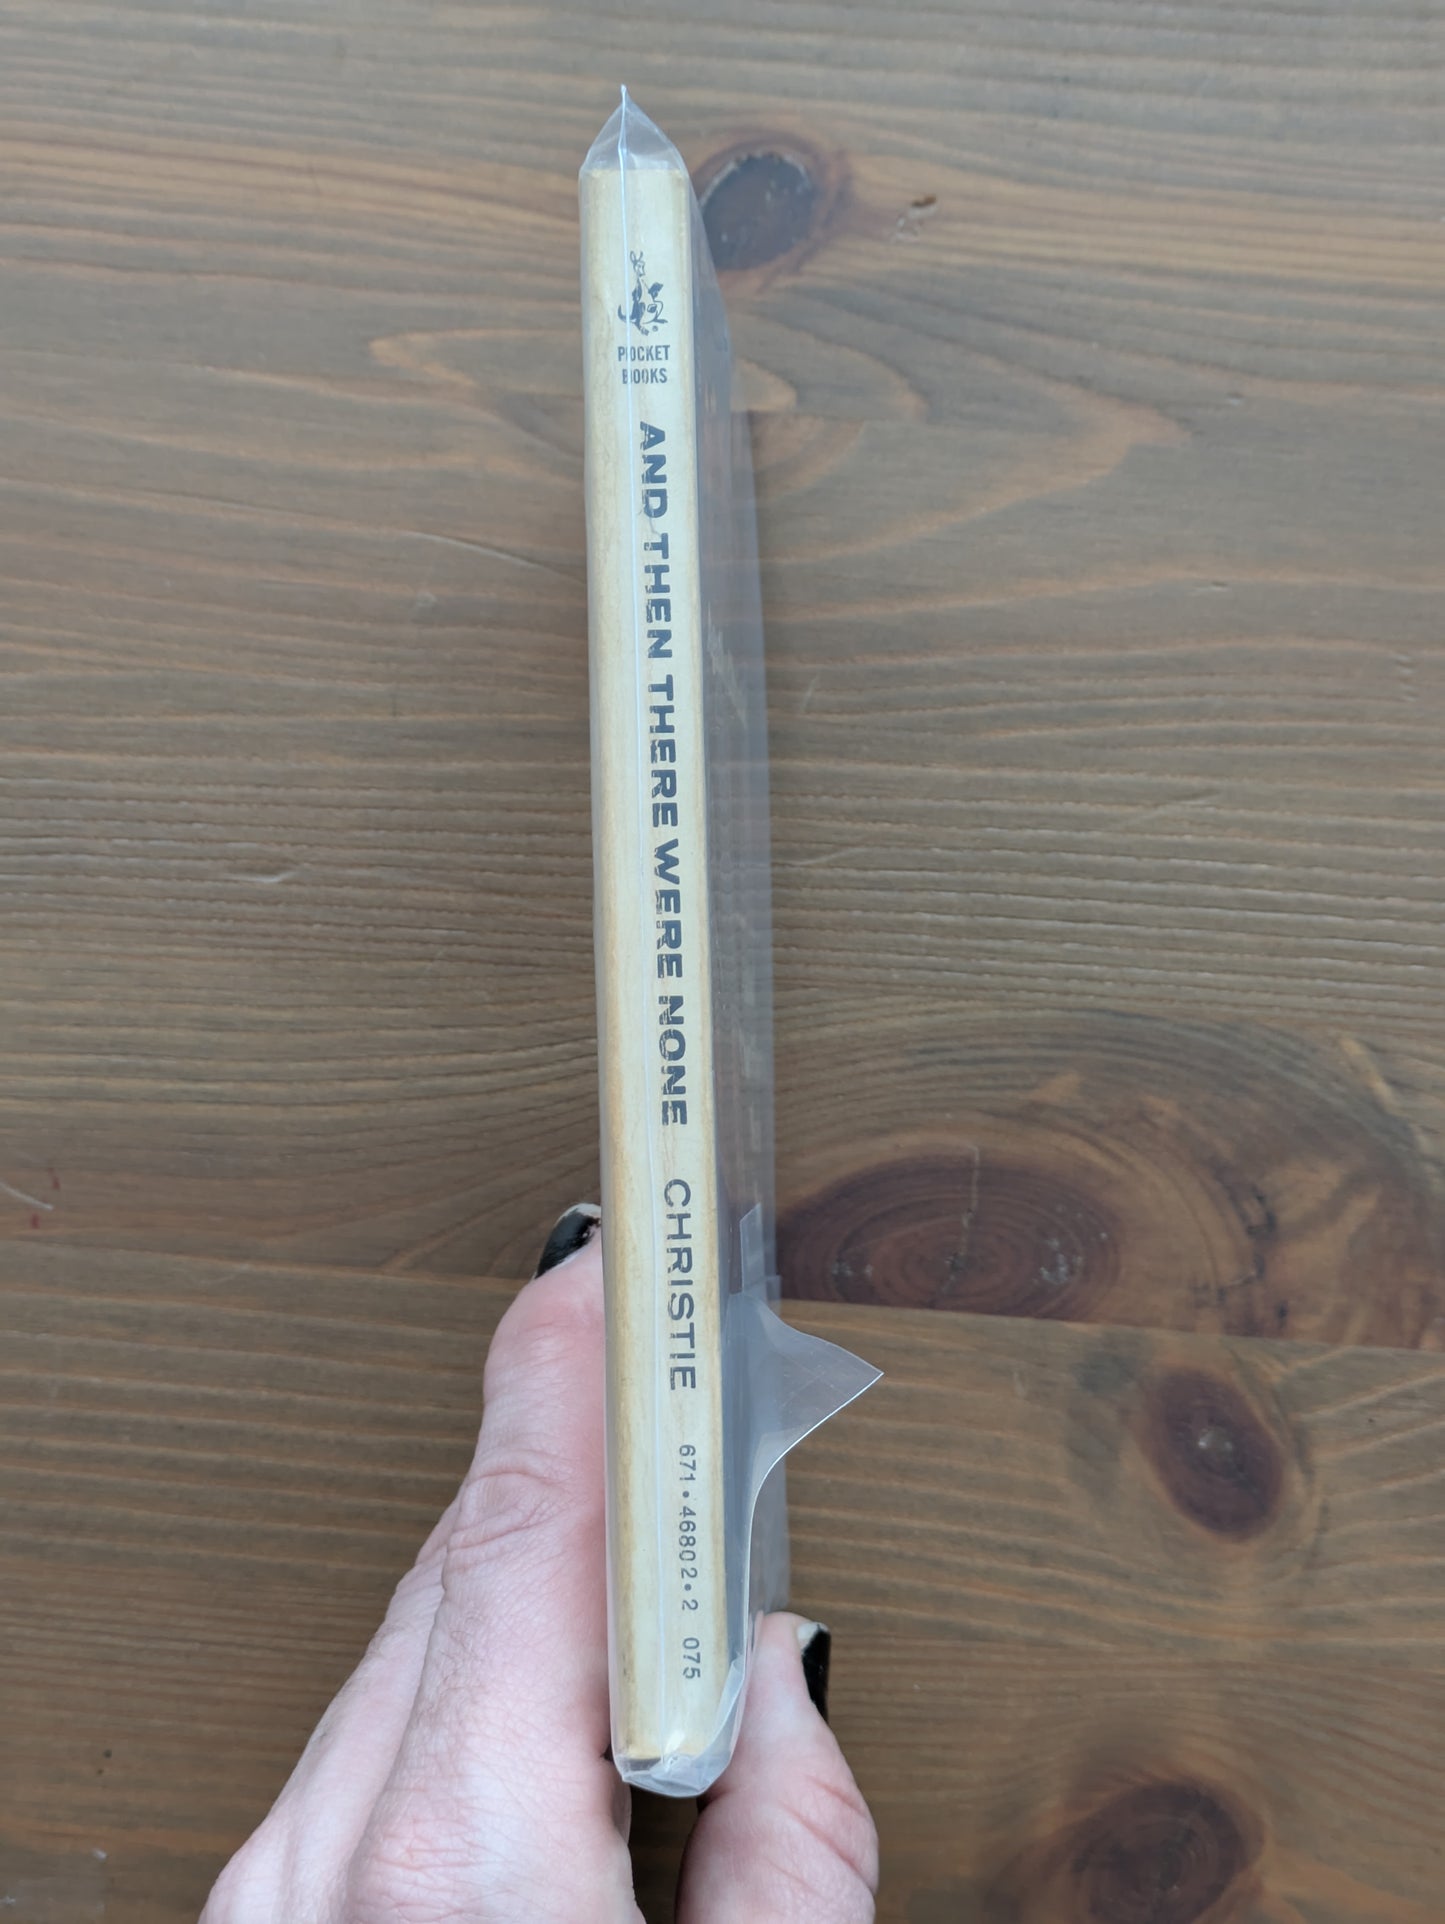 POCKET
BOOKS
AND THEN THERE WERE NONE CHRISTIE 671•46802•2 075